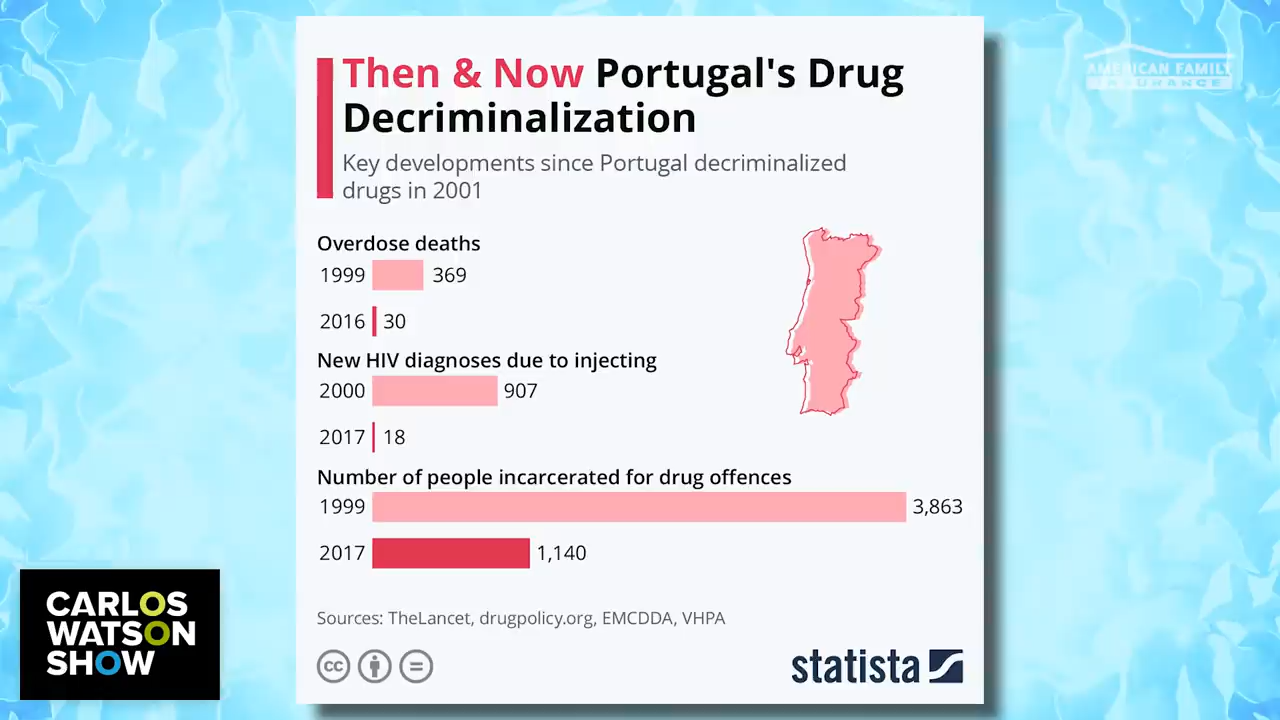 AMERICAN FAMILY
INSURANCE
Then & Now Portugal's Drug
Decriminalization
Key developments since Portugal decriminalized
drugs in 2001
Overdose deaths
1999 369
2016 30
New HIV diagnoses due to injecting
2000 907
2017 18
Number of people incarcerated for drug offences
1999 3,863
2017 1,140
Sources: TheLancet, drugpolicy.org, EMCDDA, VHPA
cc =
statista
CARLOS
WATSON
SHOW